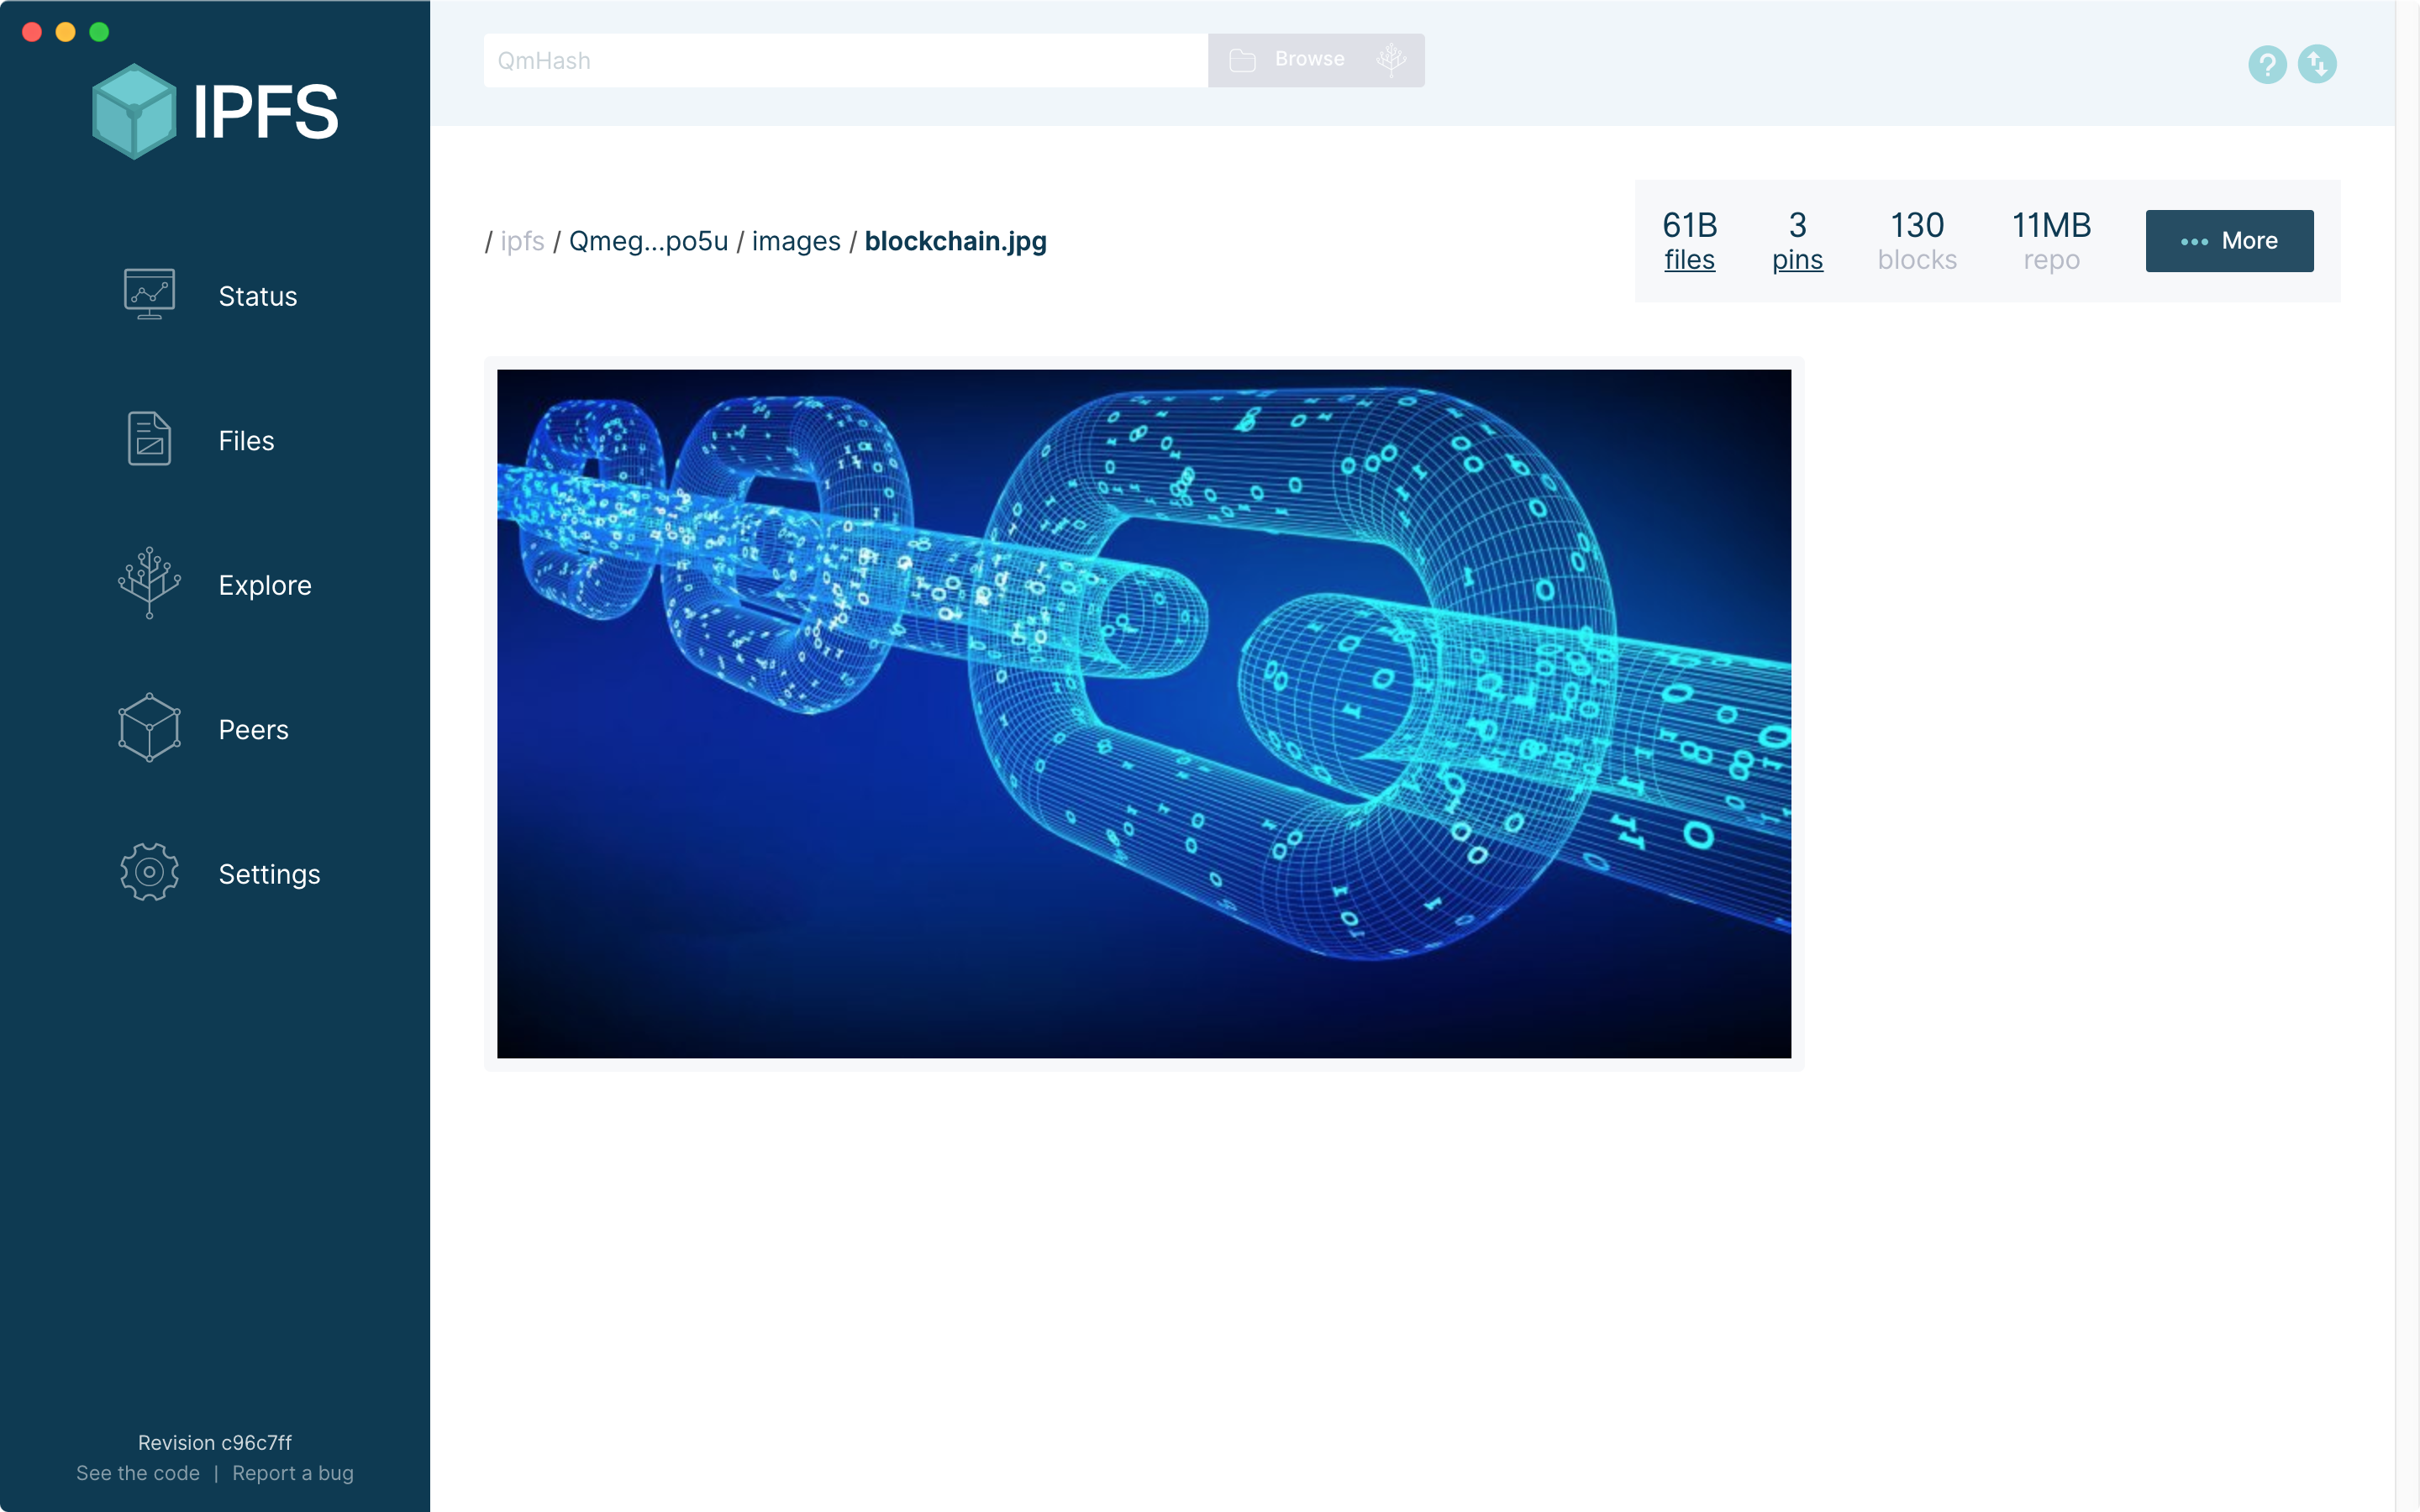 IPFS
QmHash
Browse
/ ipfs / Qmeg...po5u / images / blockchain.jpg
61B 3 130 11MB
files pins blocks repo
••• More
Status
Files
Explore
Peers
Settings
Revision c96c7ff
See the code | Report a bug